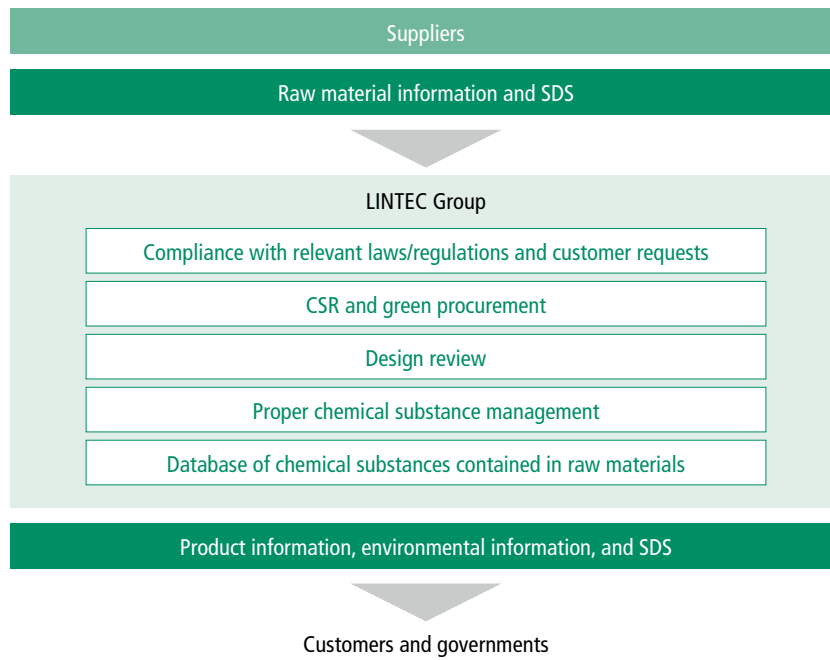 Suppliers
Raw material information and SDS
LINTEC Group
Compliance with relevant laws/regulations and customer requests
CSR and green procurement
Design review
Proper chemical substance management
Database of chemical substances contained in raw materials
Product information, environmental information, and SDS
Customers and governments